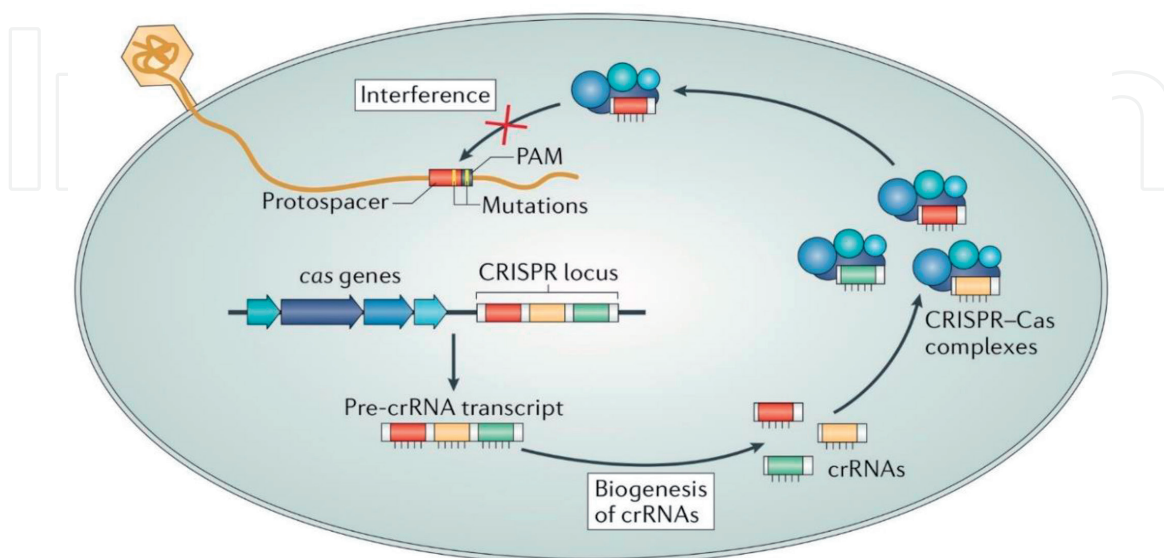 Interference
PAM
Protospacer
Mutations
cas genes
CRISPR locus
CRISPR–Cas
complexes
Pre-crRNA transcript
crRNAs
Biogenesis
of crRNAs